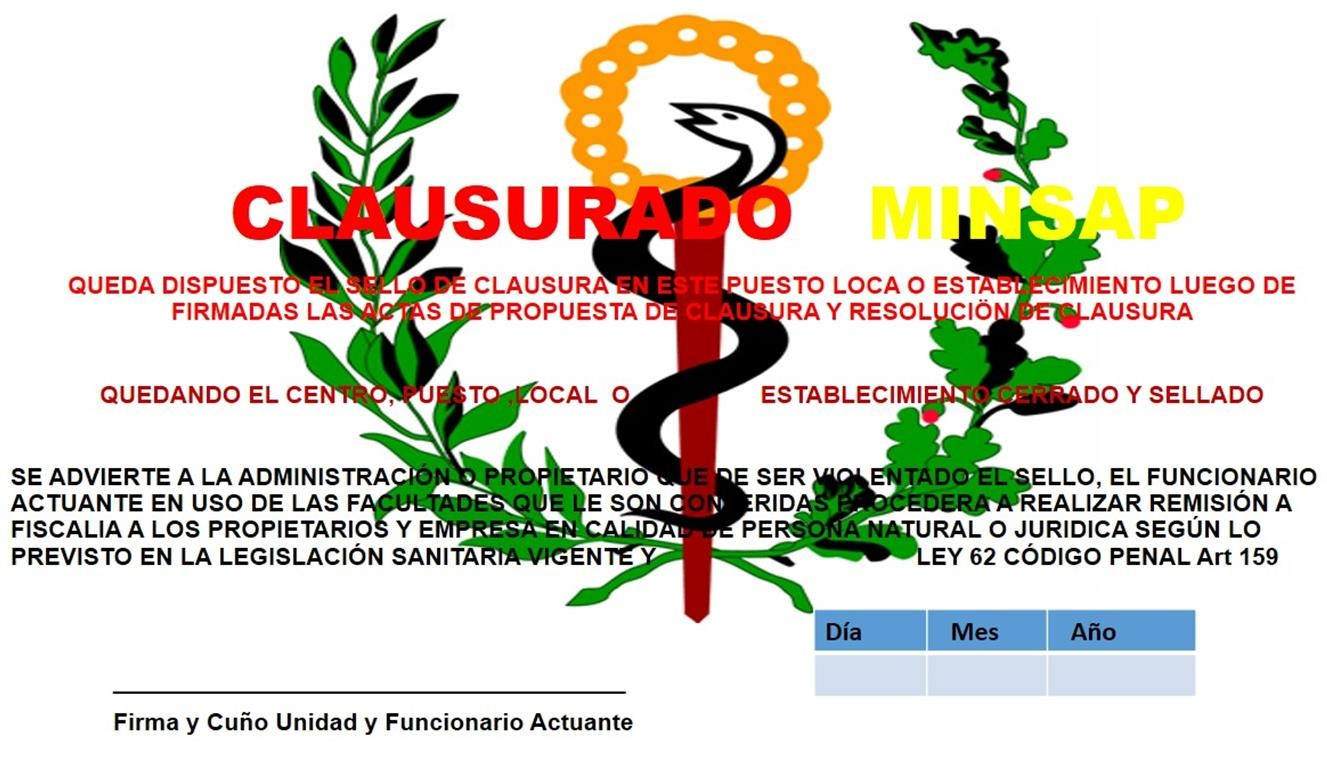 CLAUSURADO MINSAP
QUEDA DISPUESTO EL SELLO DE CLAUSURA EN ESTE PUESTO LOCA O ESTABLECIMIENTO LUEGO DE
FIRMADAS LAS ACTAS DE PROPUESTA DE CLAUSURA Y RESOLUCIÖN DE CLAUSURA
QUEDANDO EL CENTRO, PUESTO ,LOCAL O ESTABLECIMIENTO CERRADO Y SELLADO
SE ADVIERTE A LA ADMINISTRACIÓN O PROPIETARIO QUE DE SER VIOLENTADO EL SELLO, EL FUNCIONARIO
ACTUANTE EN USO DE LAS FACULTADES QUE LE SON CONFERIDAS PROCEDERA A REALIZAR REMISIÓN A
FISCALIA A LOS PROPIETARIOS Y EMPRESA EN CALIDAD DE PERSONA NATURAL O JURIDICA SEGÚN LO
PREVISTO EN LA LEGISLACIÓN SANITARIA VIGENTE Y LEY 62 CÓDIGO PENAL Art 159
Día Mes Año
Firma y Cuño Unidad y Funcionario Actuante